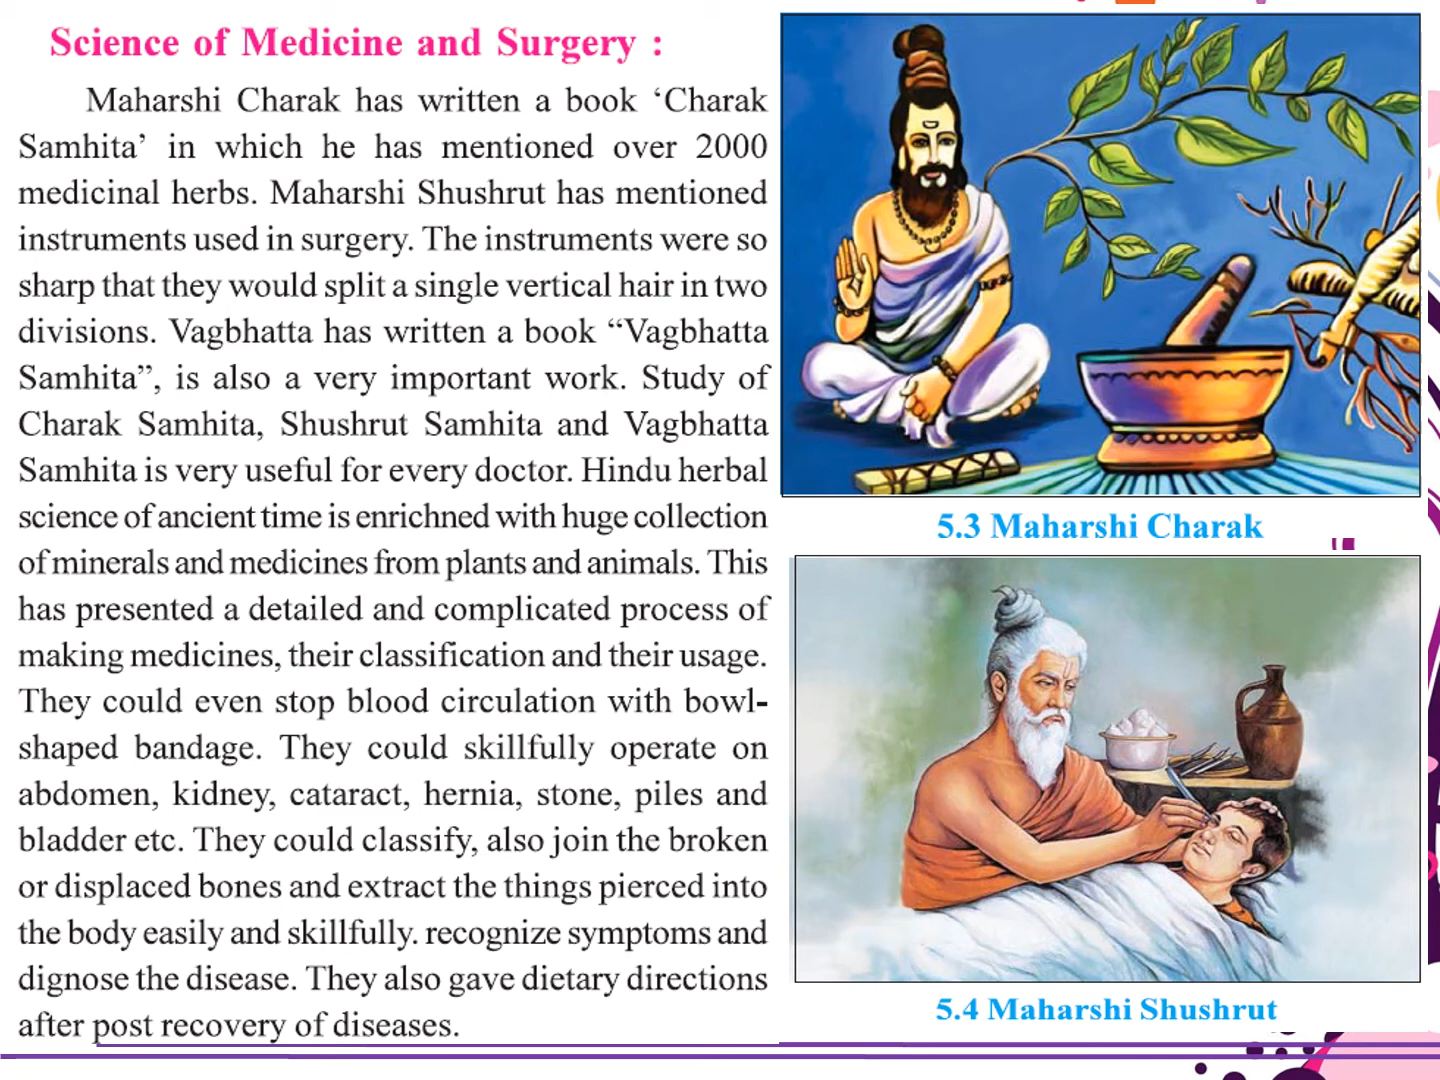 Science of Medicine and Surgery :
Maharshi Charak has written a book ‘Charak
Samhita’ in which he has mentioned over 2000
medicinal herbs. Maharshi Shushrut has mentioned
instruments used in surgery. The instruments were so
sharp that they would split a single vertical hair in two
divisions. Vagbhatta has written a book “Vagbhatta
Samhita”, is also a very important work. Study of
Charak Samhita, Shushrut Samhita and Vagbhatta
Samhita is very useful for every doctor. Hindu herbal
science of ancient time is enrichned with huge collection
of minerals and medicines from plants and animals. This
has presented a detailed and complicated process of
making medicines, their classification and their usage.
They could even stop blood circulation with bowl-
shaped bandage. They could skillfully operate on
abdomen, kidney, cataract, hernia, stone, piles and
bladder etc. They could classify, also join the broken
or displaced bones and extract the things pierced into
the body easily and skillfully. recognize symptoms and
dignose the disease. They also gave dietary directions
after post recovery of diseases.
5.3 Maharshi Charak
5.4 Maharshi Shushrut